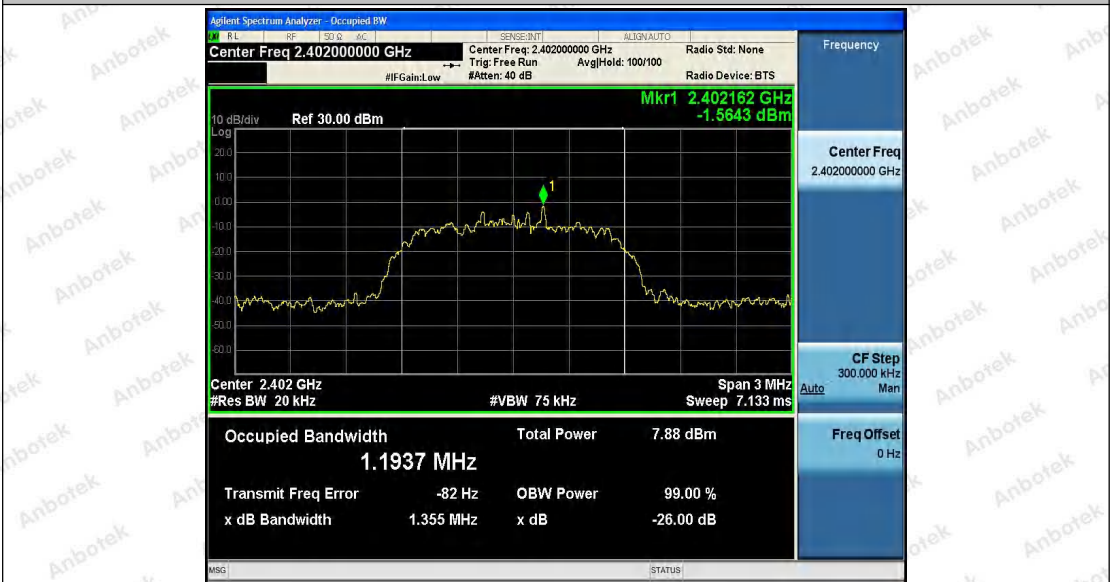 Agilent Spectrum Analyzer - Occupied BW
LXI RL RF 50 Ω AC SENSE:INT ALIGN AUTO
Center Freq 2.402000000 GHz
Center Freq: 2.402000000 GHz Radio Std: None
Trig: Free Run Avg|Hold: 100/100
#IFGain:Low #Atten: 40 dB Radio Device: BTS
Mkr1 2.402162 GHz
-1.5643 dBm
10 dB/div Ref 30.00 dBm
Log
20.0
10.0
0.00
-10.0
-20.0
-30.0
-40.0
-50.0
-60.0
1
Center 2.402 GHz Span 3 MHz
#Res BW 20 kHz #VBW 75 kHz Sweep 7.133 ms
Occupied Bandwidth Total Power 7.88 dBm
1.1937 MHz
Transmit Freq Error -82 Hz OBW Power 99.00 %
x dB Bandwidth 1.355 MHz x dB -26.00 dB
MSG STATUS
Frequency
Center Freq
2.402000000 GHz
CF Step
300.000 kHz
Auto Man
Freq Offset
0 Hz
Anbotek